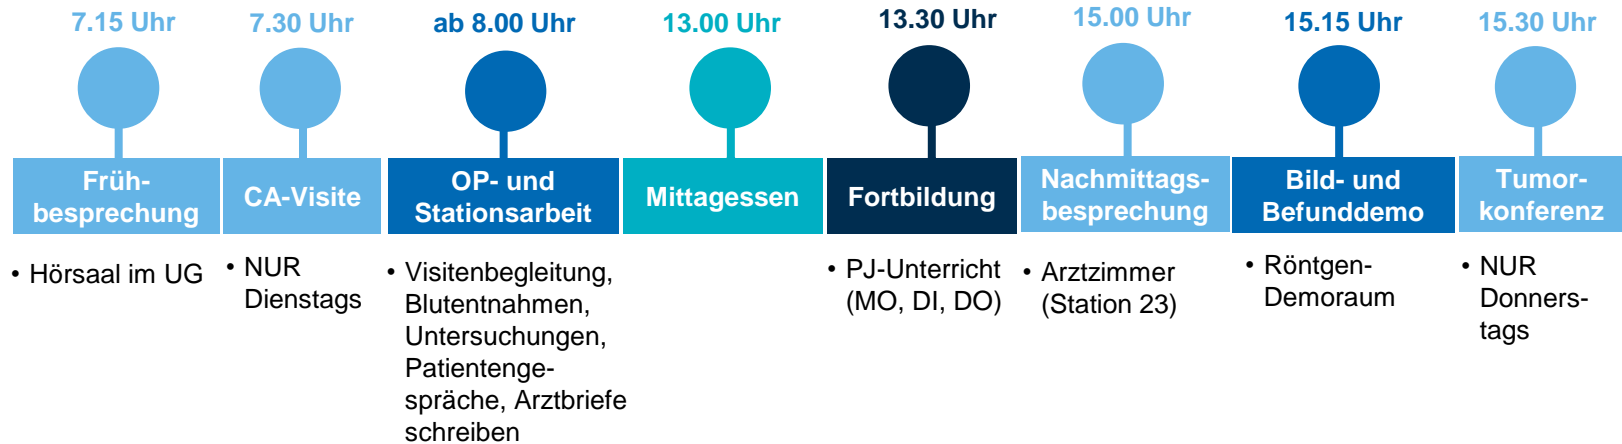 7.15 Uhr
7.30 Uhr
ab 8.00 Uhr
13.00 Uhr
13.30 Uhr
15.00 Uhr
15.15 Uhr
15.30 Uhr
Früh-
besprechung
CA-Visite
OP- und
Stationsarbeit
Mittagessen
Fortbildung
Nachmittags-
besprechung
Bild- und
Befunddemo
Tumor-
konferenz
• Hörsaal im UG
• NUR
Dienstags
• Visitenbegleitung,
Blutentnahmen,
Untersuchungen,
Patientenge-
spräche, Arztbriefe
schreiben
• PJ-Unterricht
(MO, DI, DO)
• Arztzimmer
(Station 23)
• Röntgen-
Demoraum
• NUR
Donners-
tags